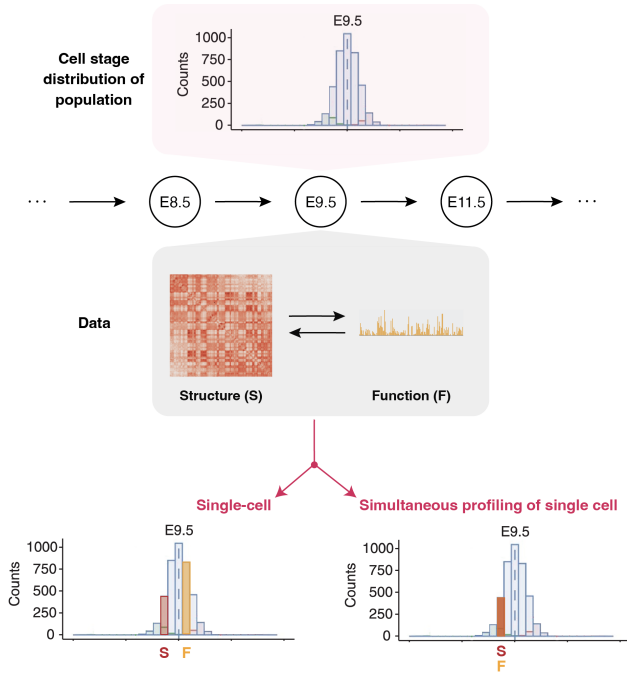 E9.5
Cell stage
distribution of
population
Counts
1000
750
500
250
0
... E8.5 E9.5 E11.5 ...
Data
Structure (S) Function (F)
Single-cell Simultaneous profiling of single cell
E9.5
Counts
1000
750
500
250
0
S F
E9.5
Counts
1000
750
500
250
0
S
F